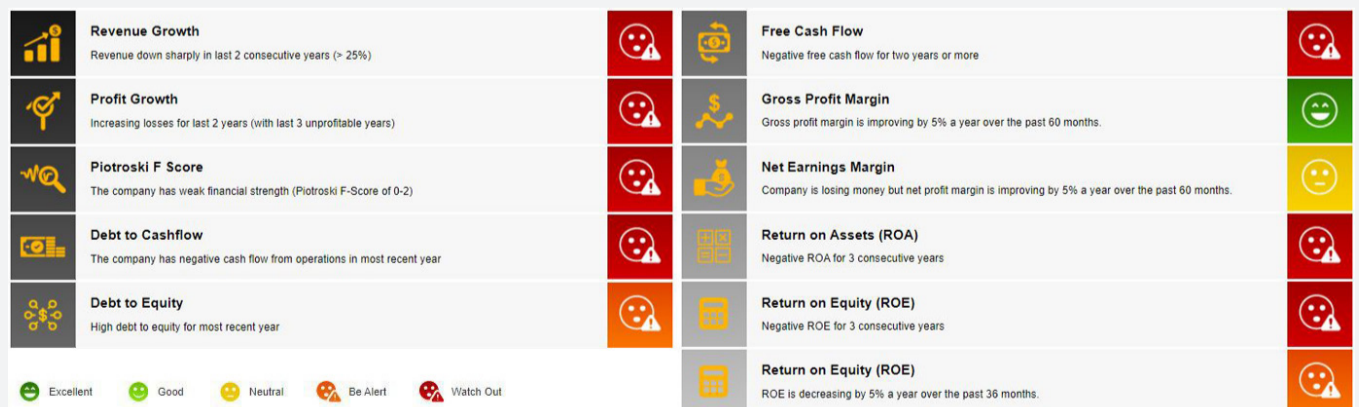 Revenue Growth
Revenue down sharply in last 2 consecutive years (> 25%)
Profit Growth
Increasing losses for last 2 years (with last 3 unprofitable years)
Piotroski F Score
The company has weak financial strength (Piotroski F-Score of 0-2)
Debt to Cashflow
The company has negative cash flow from operations in most recent year
Debt to Equity
High debt to equity for most recent year
Excellent Good Neutral Be Alert Watch Out
Free Cash Flow
Negative free cash flow for two years or more
Gross Profit Margin
Gross profit margin is improving by 5% a year over the past 60 months.
Net Earnings Margin
Company is losing money but net profit margin is improving by 5% a year over the past 60 months.
Return on Assets (ROA)
Negative ROA for 3 consecutive years
Return on Equity (ROE)
Negative ROE for 3 consecutive years
Return on Equity (ROE)
ROE is decreasing by 5% a year over the past 36 months.